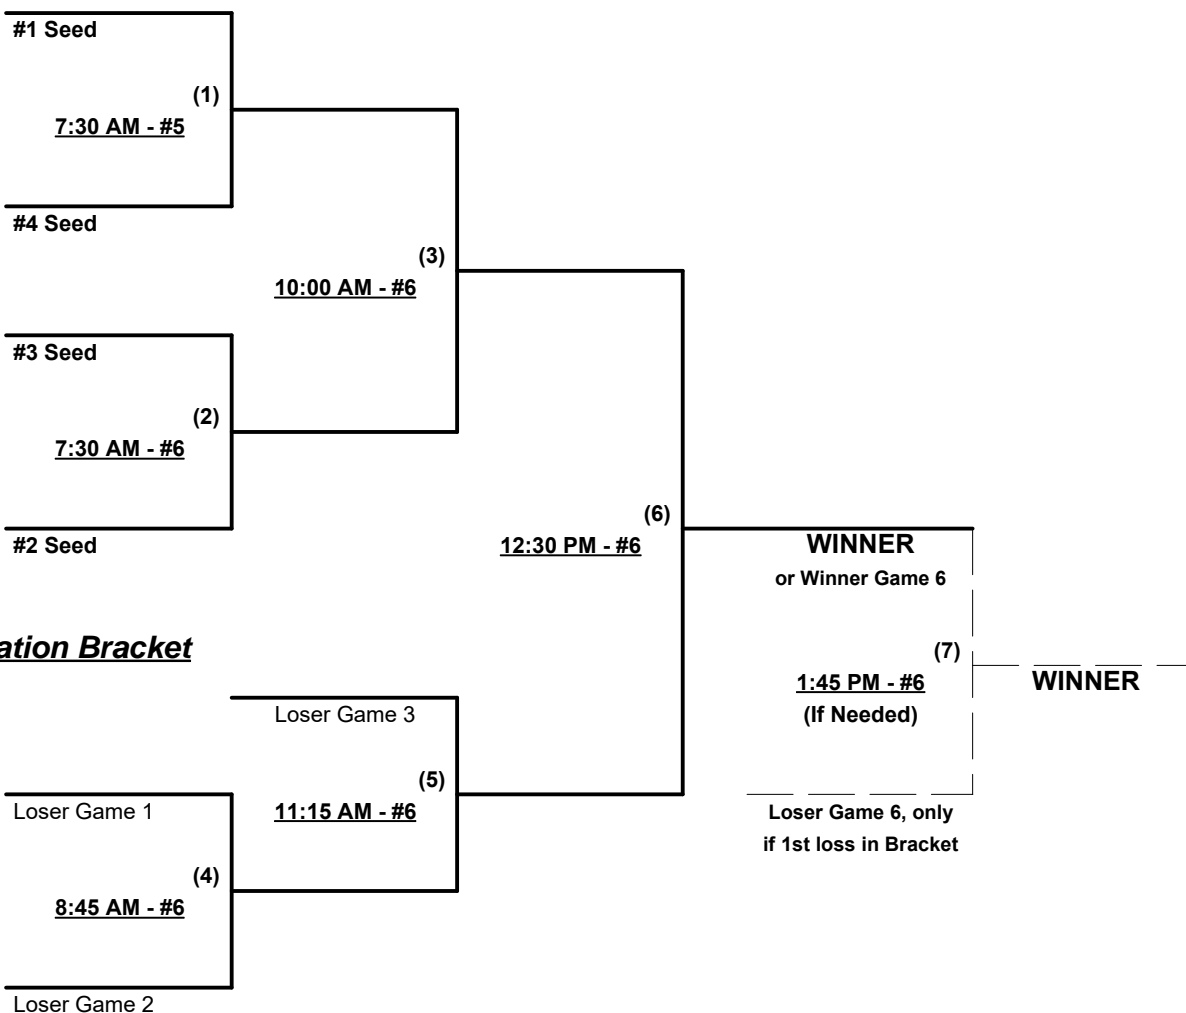 #1 Seed
(1)
7:30 AM - #5
#4 Seed
(3)
10:00 AM - #6
#3 Seed
(2)
7:30 AM - #6
#2 Seed
(6)
12:30 PM - #6
WINNER
or Winner Game 6
ation Bracket
(7)
1:45 PM - #6
(If Needed)
WINNER
Loser Game 3
(5)
11:15 AM - #6
Loser Game 6, only
if 1st loss in Bracket
Loser Game 1
(4)
8:45 AM - #6
Loser Game 2